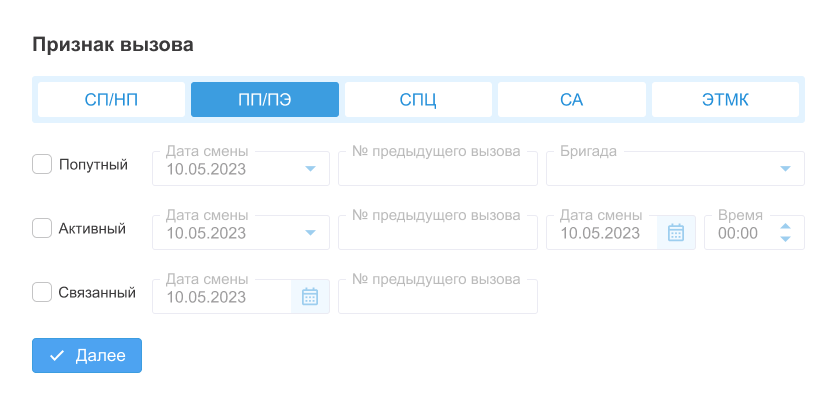 Признак вызова
СП/НП ПП/ПЭ СПЦ СА ЭТМК
Дата смены № предыдущего вызова Бригада
Попутный 10.05.2023
Дата смены № предыдущего вызова Дата смены Время
Активный 10.05.2023 10.05.2023 00:00
Дата смены № предыдущего вызова
Связанный 10.05.2023
Далее